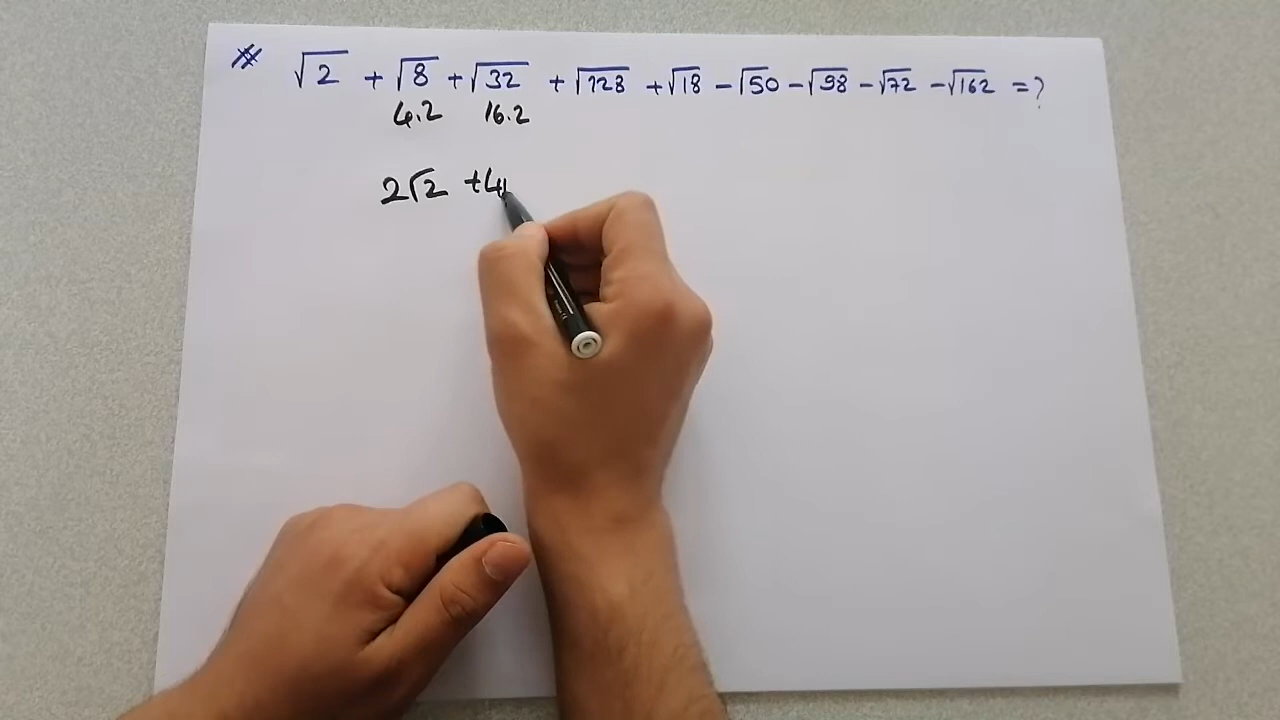 ※ √2 + √8 + √32 + √128 + √18 - √50 - √98 - √72 - √162 = ?
4.2 16.2
2√2 + 4